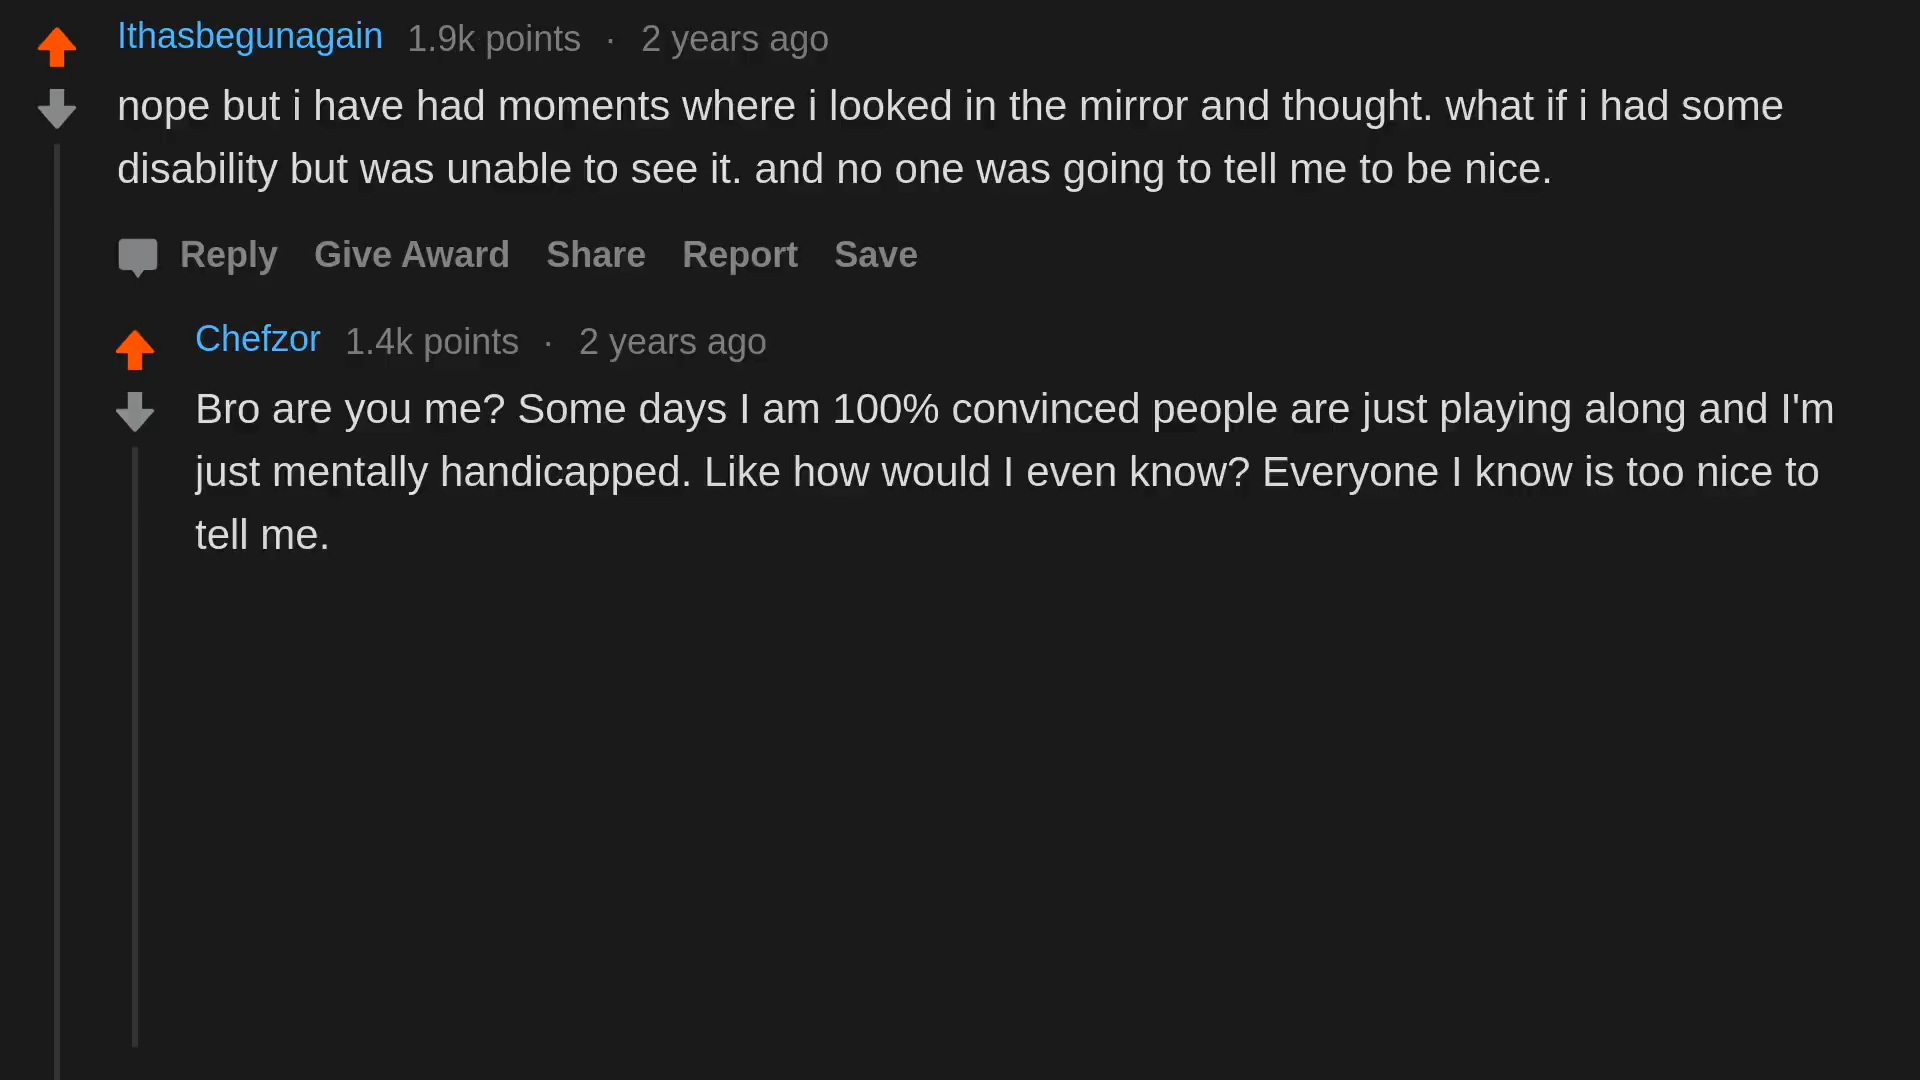 Ithasbegunagain 1.9k points · 2 years ago
nope but i have had moments where i looked in the mirror and thought. what if i had some
disability but was unable to see it. and no one was going to tell me to be nice.
Reply Give Award Share Report Save
Chefzor 1.4k points · 2 years ago
Bro are you me? Some days I am 100% convinced people are just playing along and I'm
just mentally handicapped. Like how would I even know? Everyone I know is too nice to
tell me.